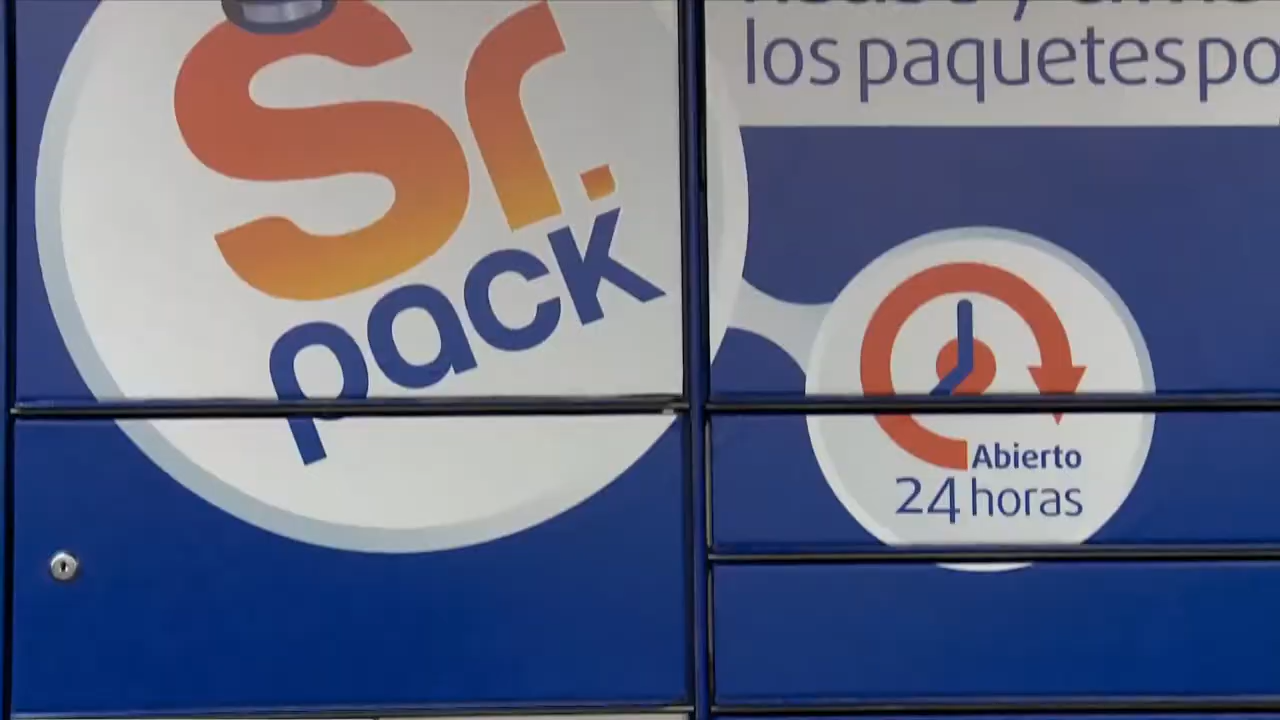 Sr.
pack
los paquetes po
Abierto
24 horas